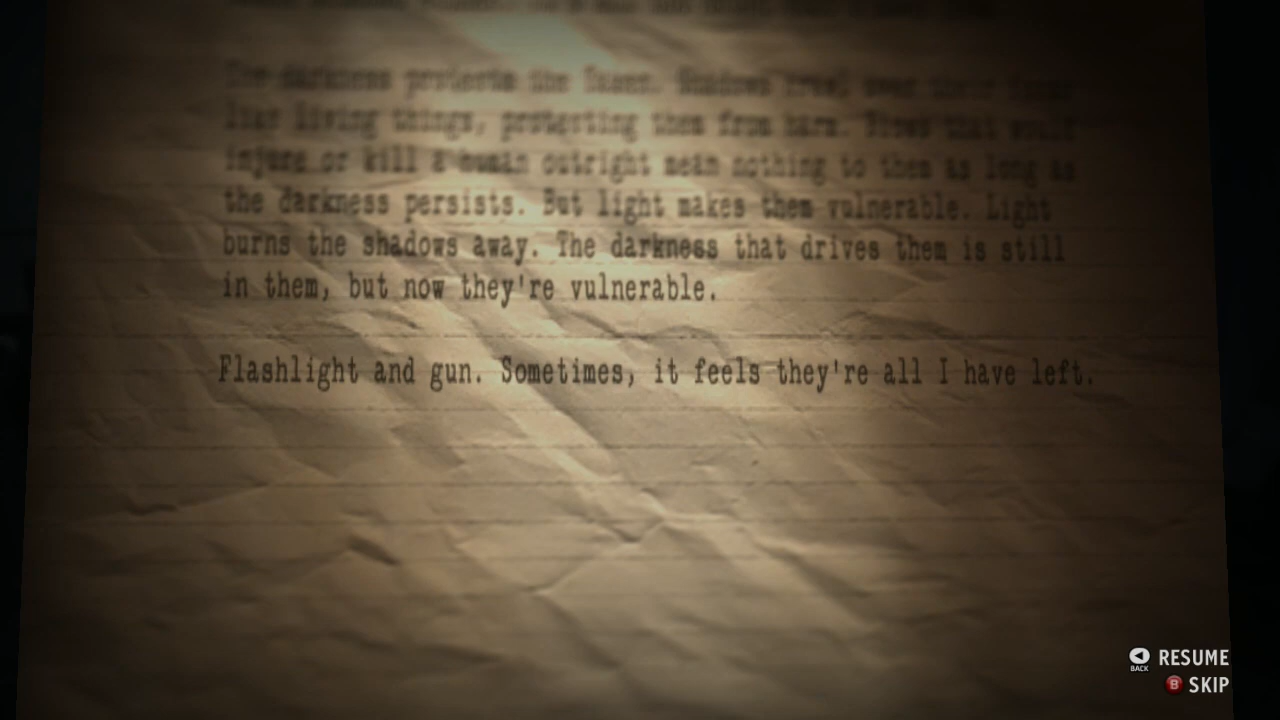 The darkness protects the Taken. Shadows crawl over their forms
like living things, protecting them from harm. Blows that would
injure or kill a human outright mean nothing to them as long as
the darkness persists. But light makes them vulnerable. Light
burns the shadows away. The darkness that drives them is still
in them, but now they're vulnerable.
Flashlight and gun. Sometimes, it feels they're all I have left.
BACK RESUME
B SKIP